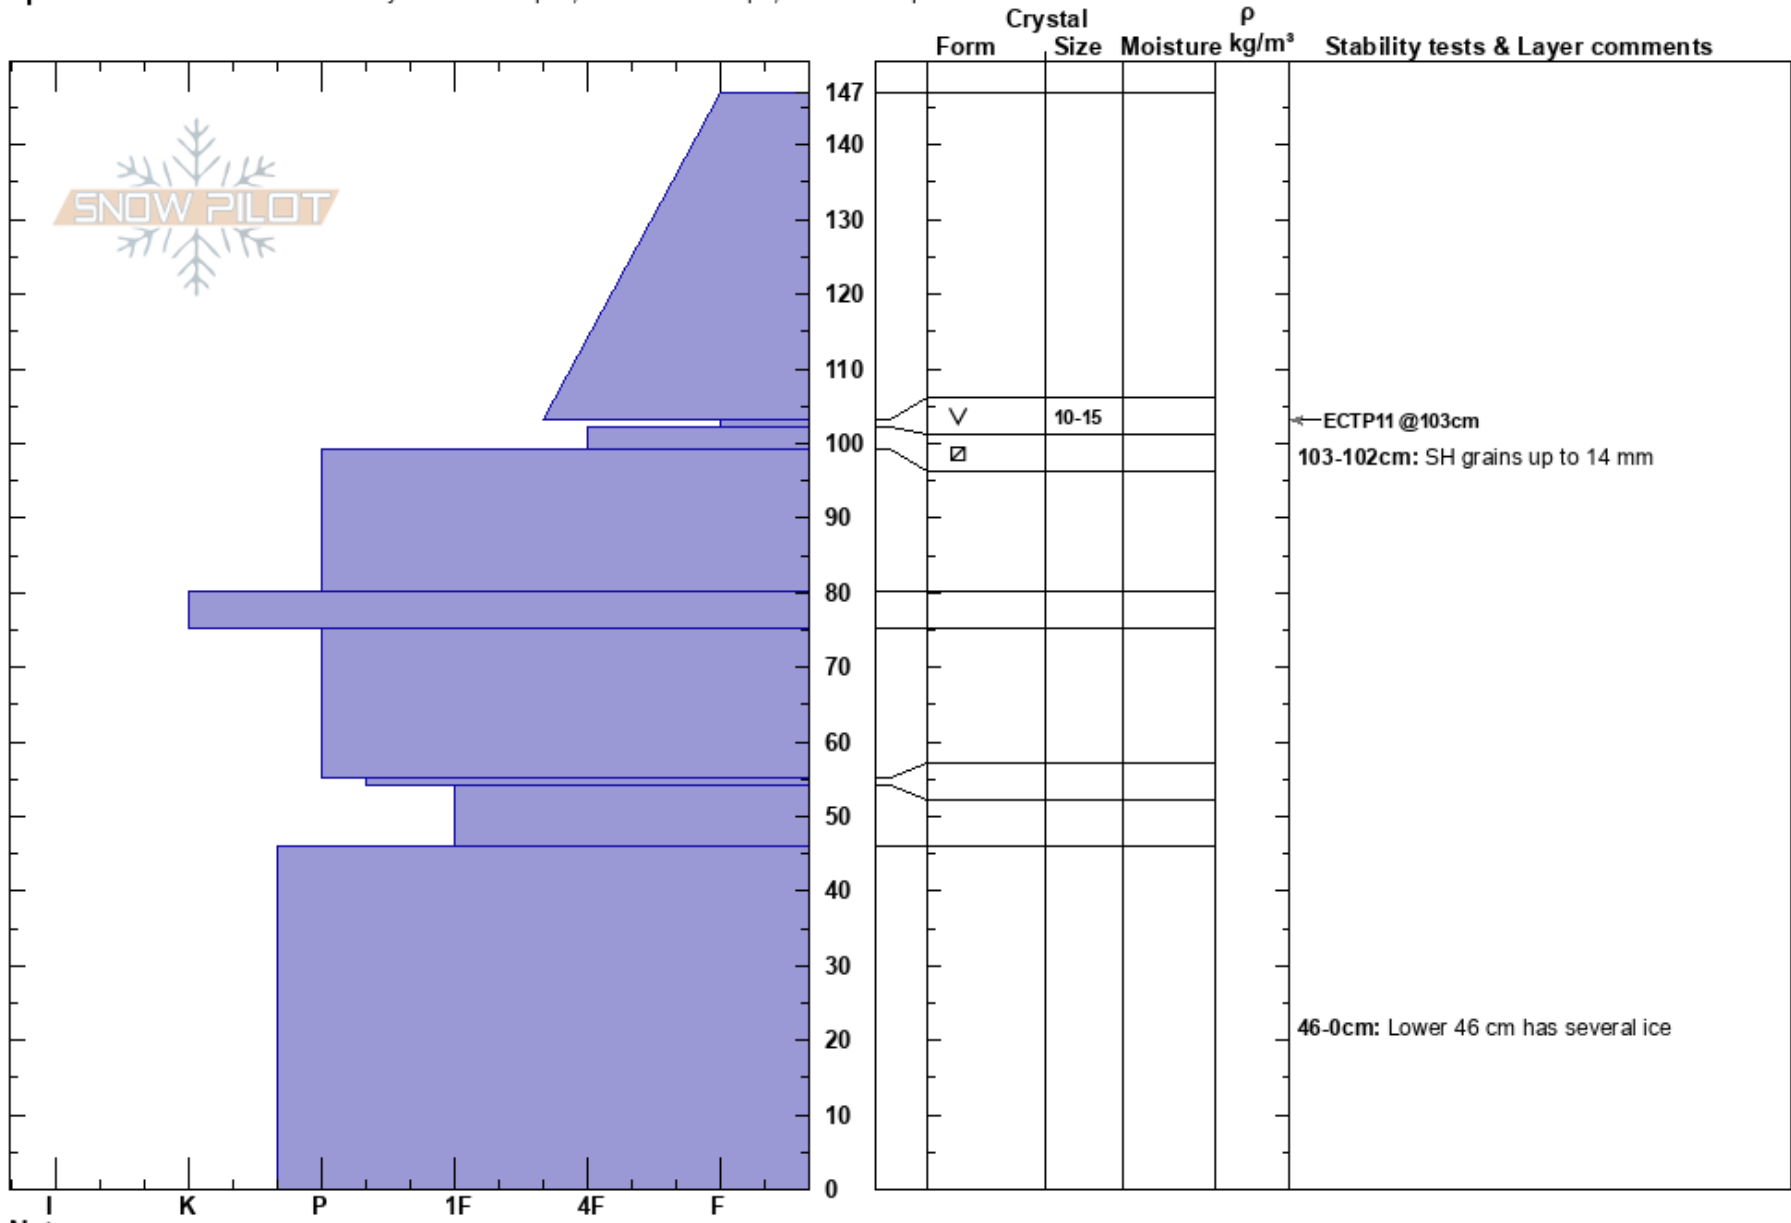 Crystal
ρ
Form Size Moisture kg/m³ Stability tests & Layer comments
147
140
SNOW PILOT
130
120
110
10-15
ECTP11 @103cm
100
103-102cm: SH grains up to 14 mm
90
80
70
60
50
40
30
46-0cm: Lower 46 cm has several ice
20
10
0
I K P 1F 4F F